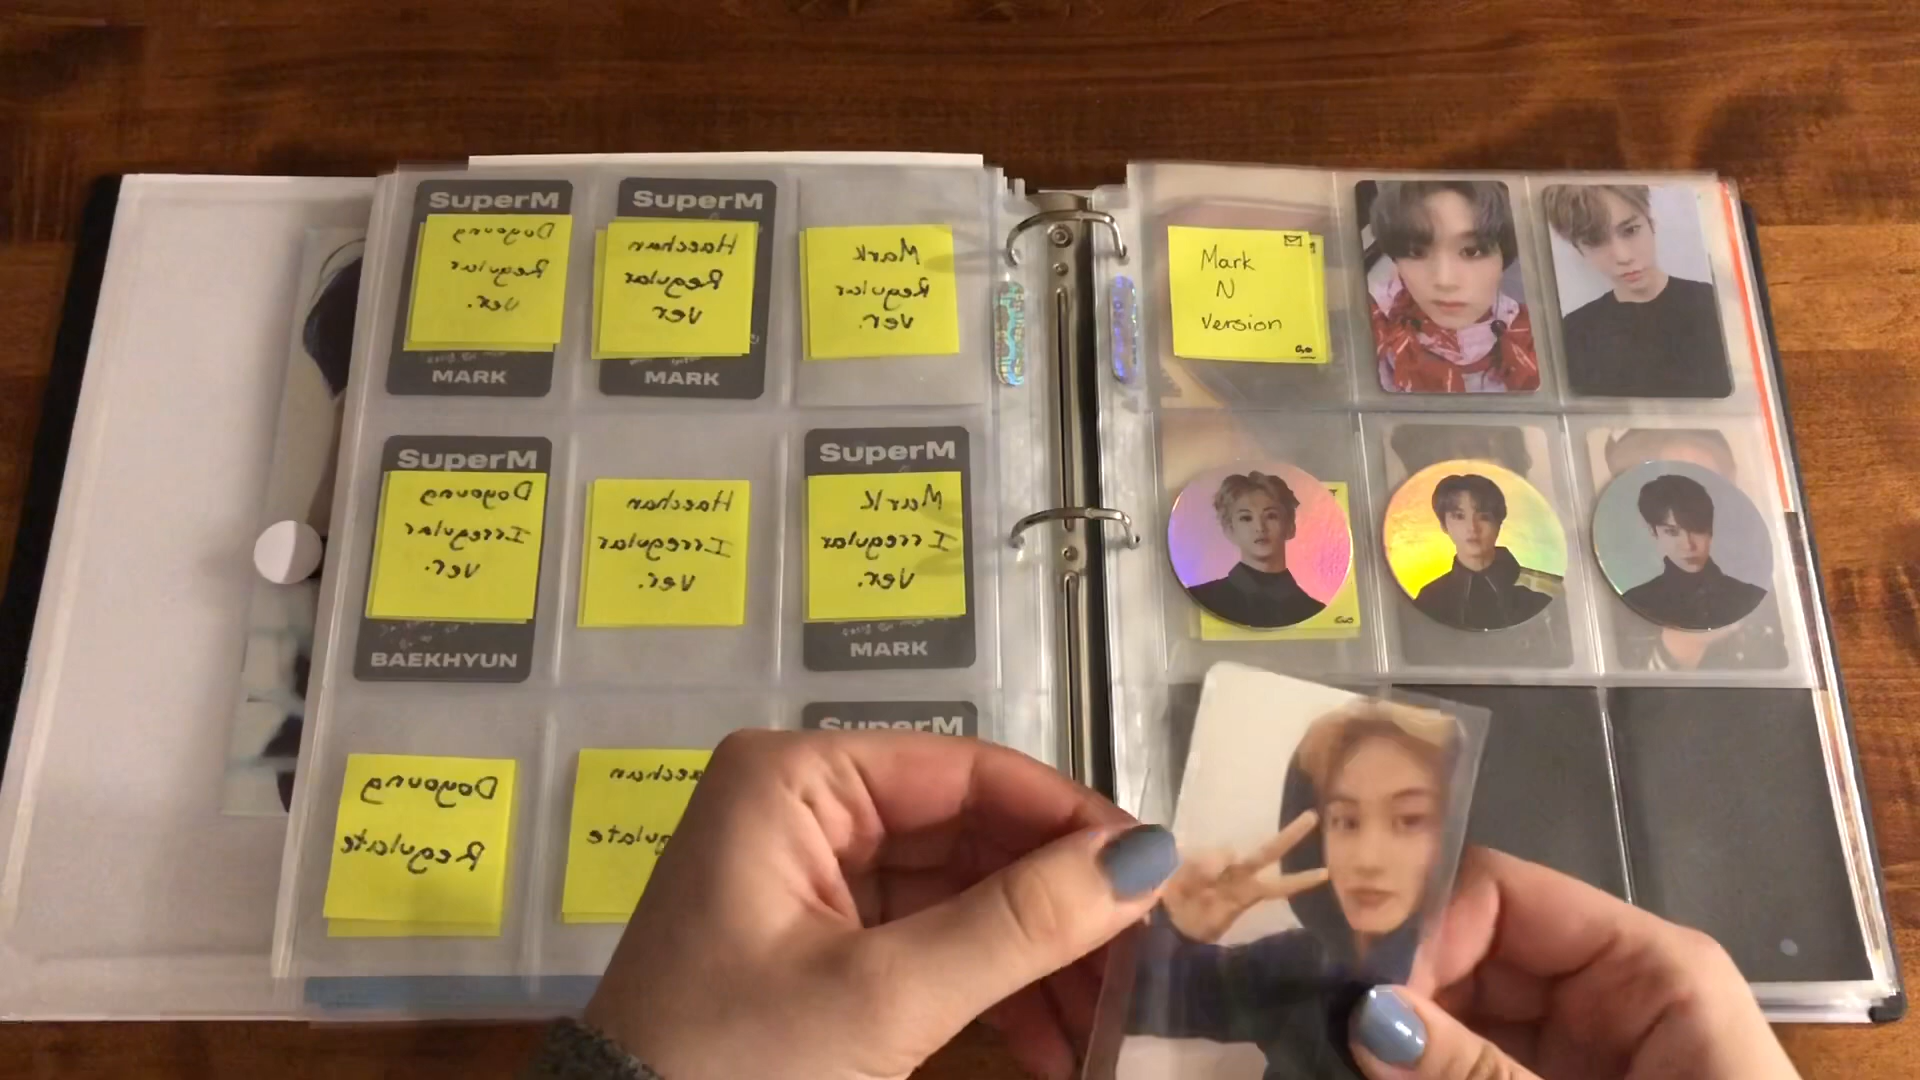 SuperM
Doyoung
Regular
Ver.
MARK
SuperM
Haechan
Regular
Ver
MARK
Mark
Regular
Ver.
Mark
N
Version
SuperM
Doyoung
Irregular
Ver.
BAEKHYUN
Haechan
Irregular
Ver.
SuperM
Mark
Irregular
Ver.
MARK
Doyoung
Regulate
SuperM